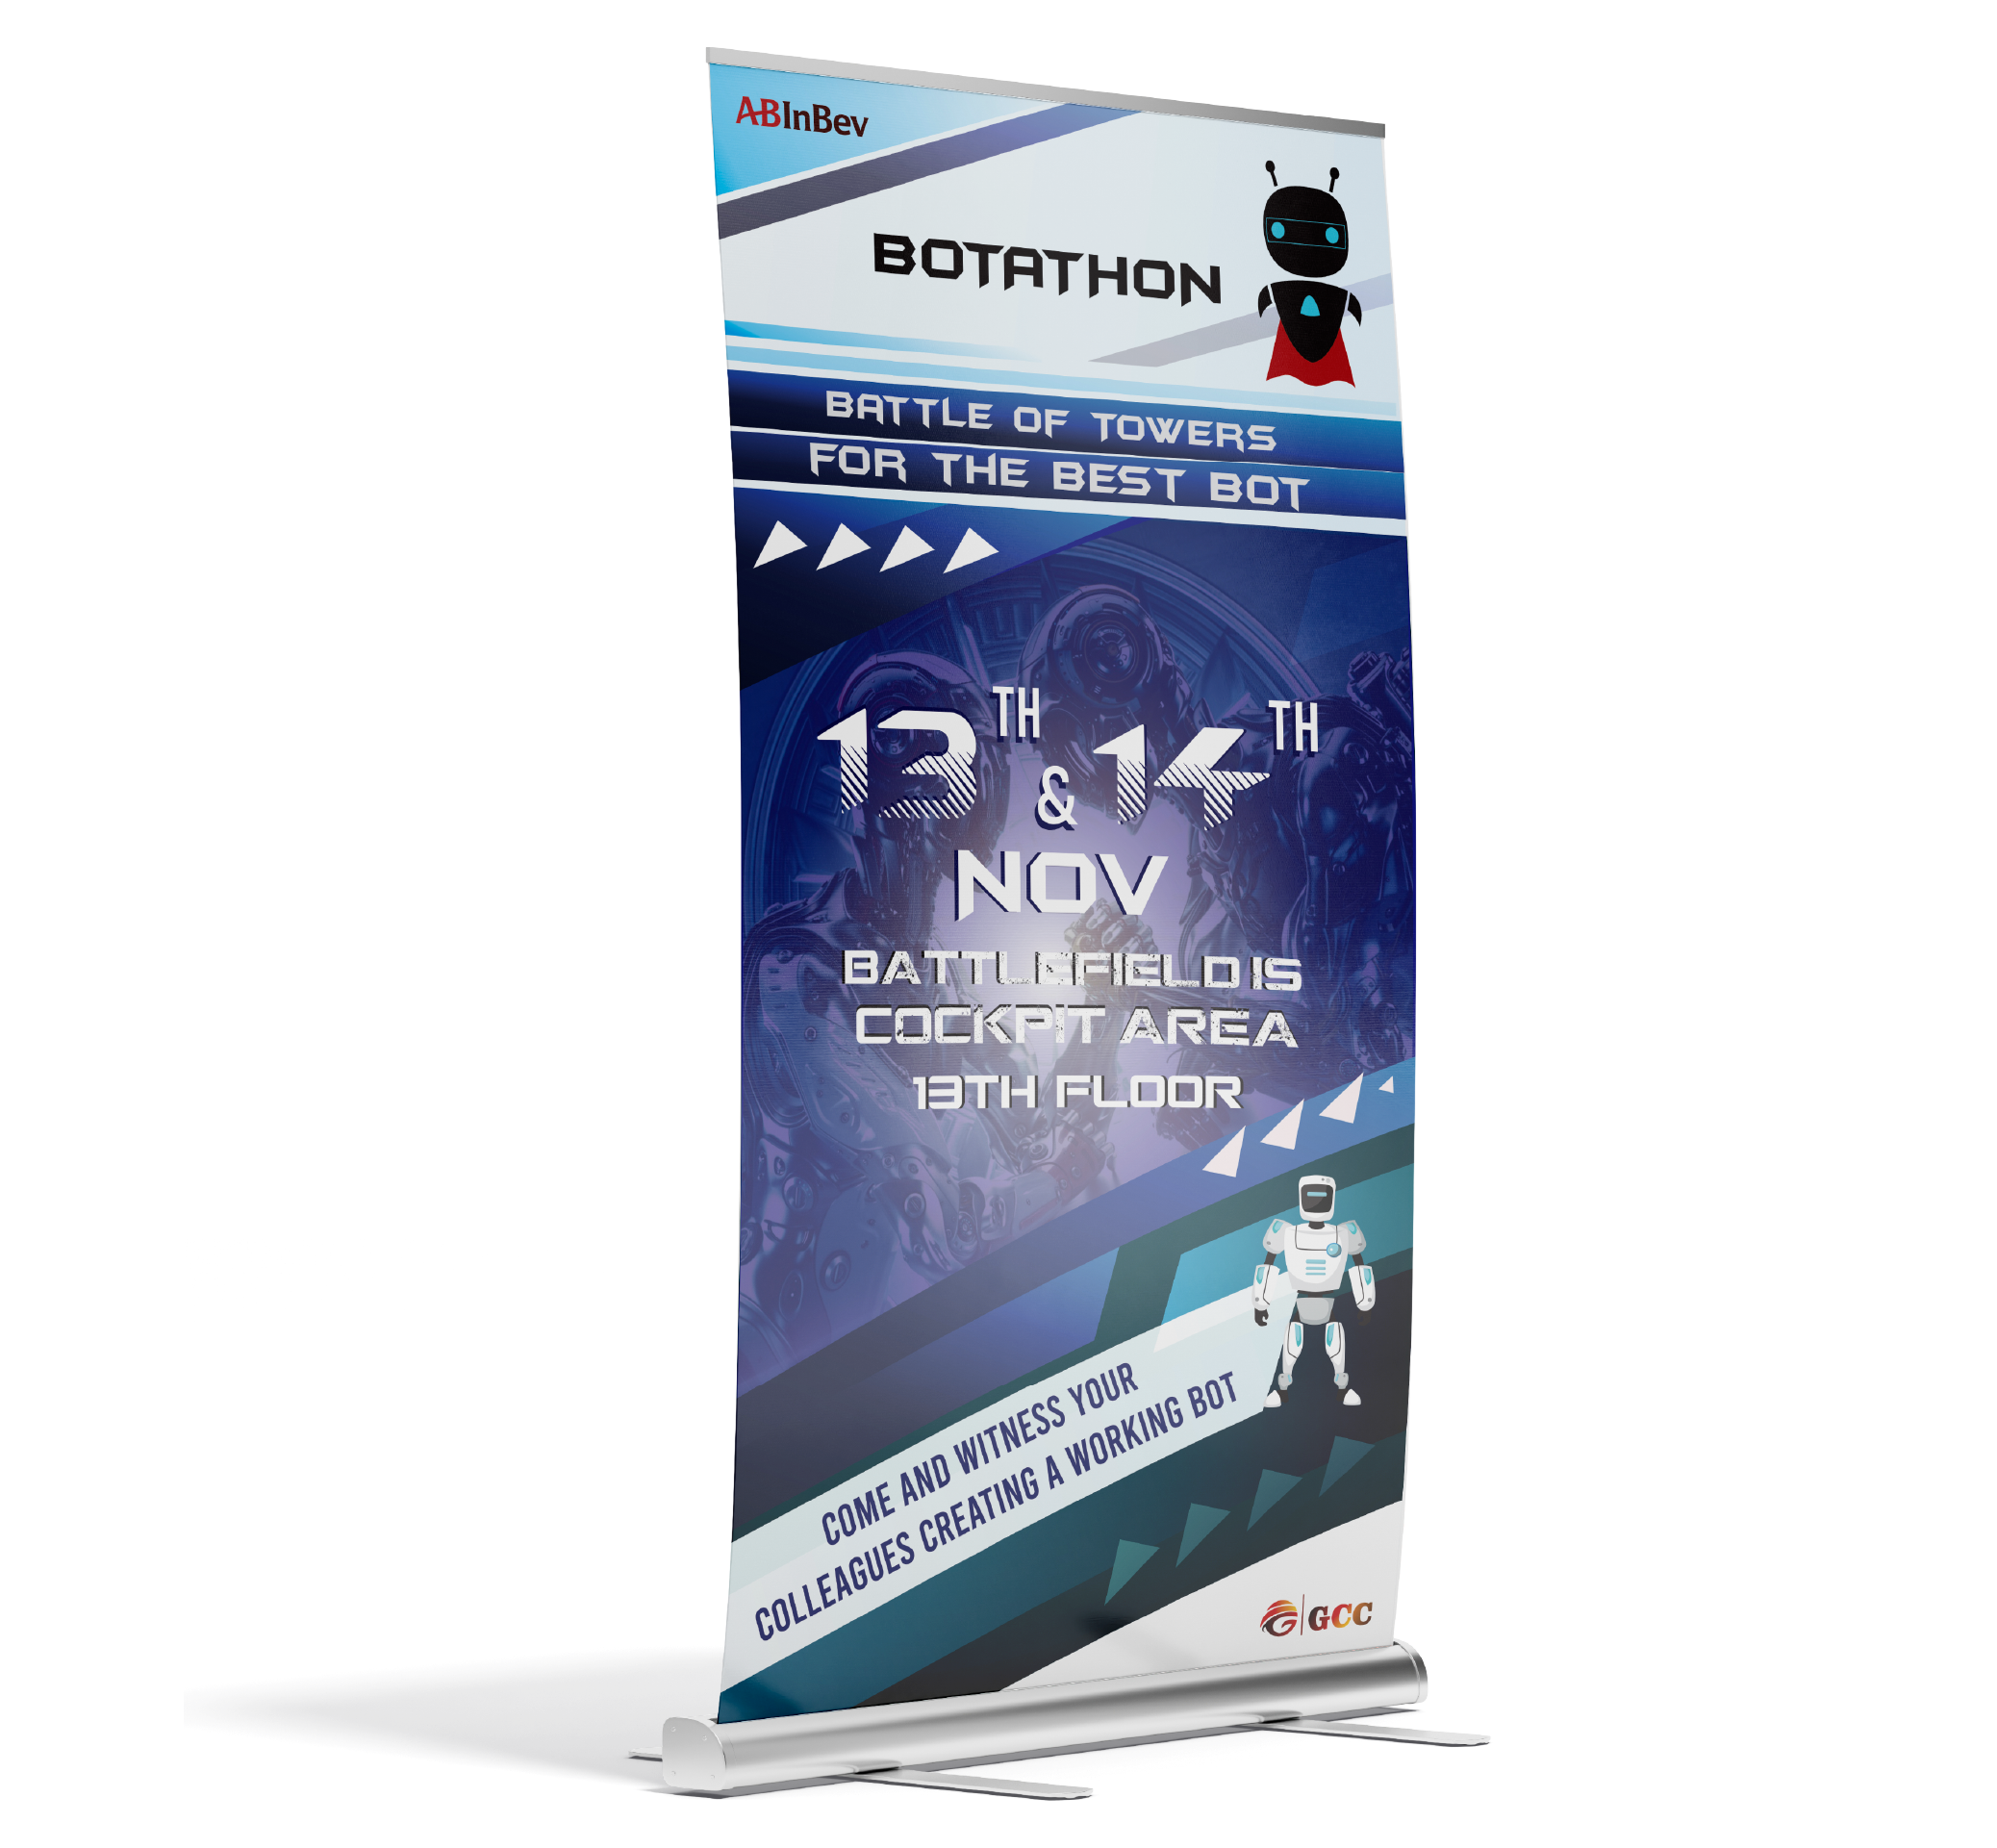 ABInBev
BOTATHON
BATTLE OF TOWERS
FOR THE BEST BOT
13TH & 14TH
NOV
BATTLEFIELD IS
COCKPIT AREA
13TH FLOOR
COME AND WITNESS YOUR
COLLEAGUES CREATING A WORKING BOT
G GCC